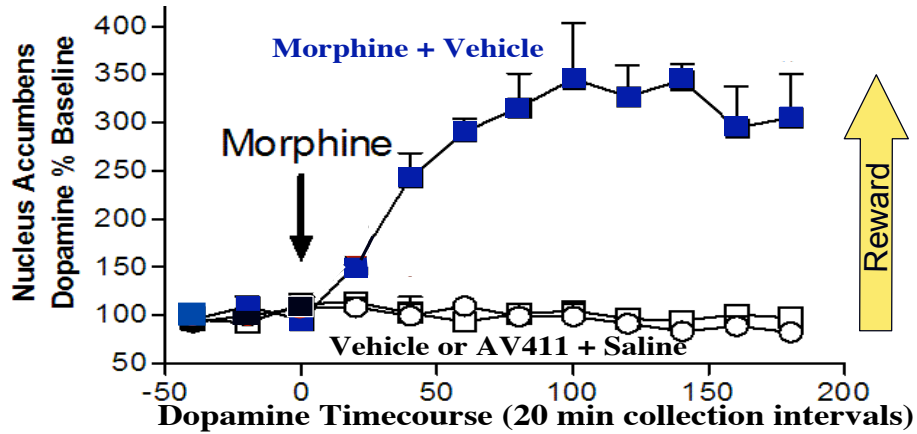 Nucleus Accumbens
Dopamine % Baseline
400
350
300
250
200
150
100
50
Morphine + Vehicle
Morphine
Vehicle or AV411 + Saline
Reward
-50
0
50
100
150
200
Dopamine Timecourse (20 min collection intervals)